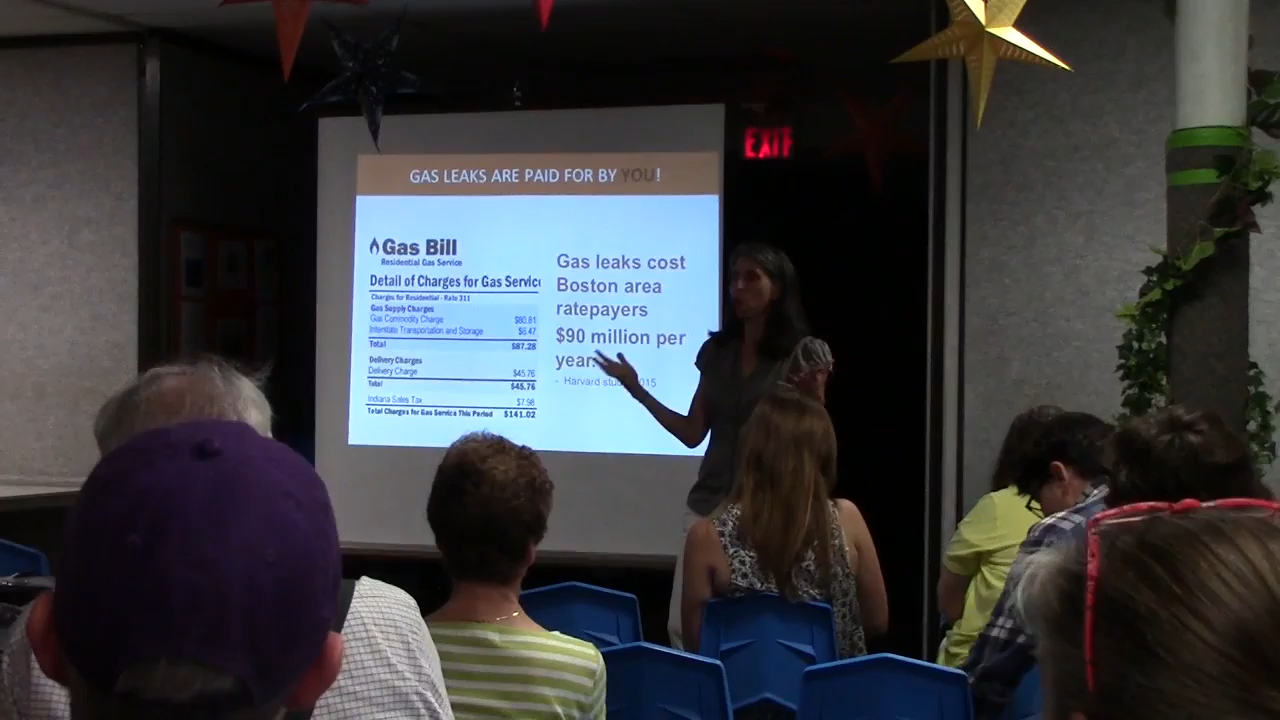 GAS LEAKS ARE PAID FOR BY YOU!
EXIT
Gas Bill
Residential Gas Service
Detail of Charges for Gas Servic
Charges for Residential - Rate 311
Gas Supply Charges
Gas Commodity Charge $80.81
Interstate Transportation and Storage $6.47
Total $87.28
Delivery Charges
Delivery Charge $45.76
Total $45.76
Indiana Sales Tax $7.98
Total Charges for Gas Service This Period $141.02
Gas leaks cost
Boston area
ratepayers
$90 million per
year.
- Harvard 015